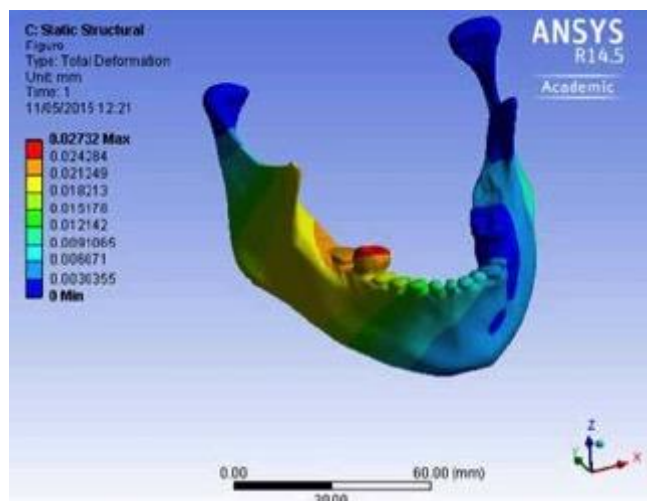 C: Static Structural
Figure
Type: Total Deformation
Unit: mm
Time: 1
11/05/2015 12:21
0.02732 Max
0.024284
0.021249
0.018213
0.015178
0.012142
0.0091065
0.006071
0.0030355
0 Min
ANSYS
R14.5
Academic
0.00
60.00 (mm)
30.00
Z
Y
X